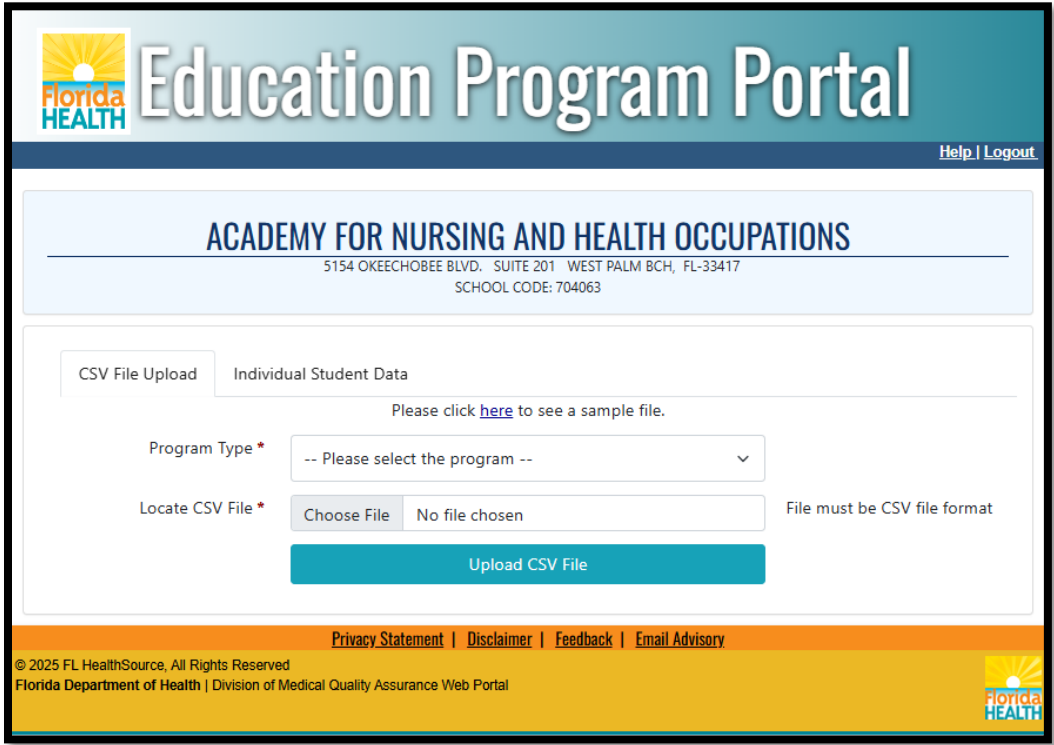 Florida
HEALTH
Education Program Portal
Help | Logout
ACADEMY FOR NURSING AND HEALTH OCCUPATIONS
5154 OKEECHOBEE BLVD. SUITE 201 WEST PALM BCH, FL-33417
SCHOOL CODE: 704063
CSV File Upload Individual Student Data
Please click here to see a sample file.
Program Type *
-- Please select the program --
Locate CSV File *
Choose File No file chosen
File must be CSV file format
Upload CSV File
Privacy Statement | Disclaimer | Feedback | Email Advisory
© 2025 FL HealthSource, All Rights Reserved
Florida Department of Health | Division of Medical Quality Assurance Web Portal
Florida
HEALTH